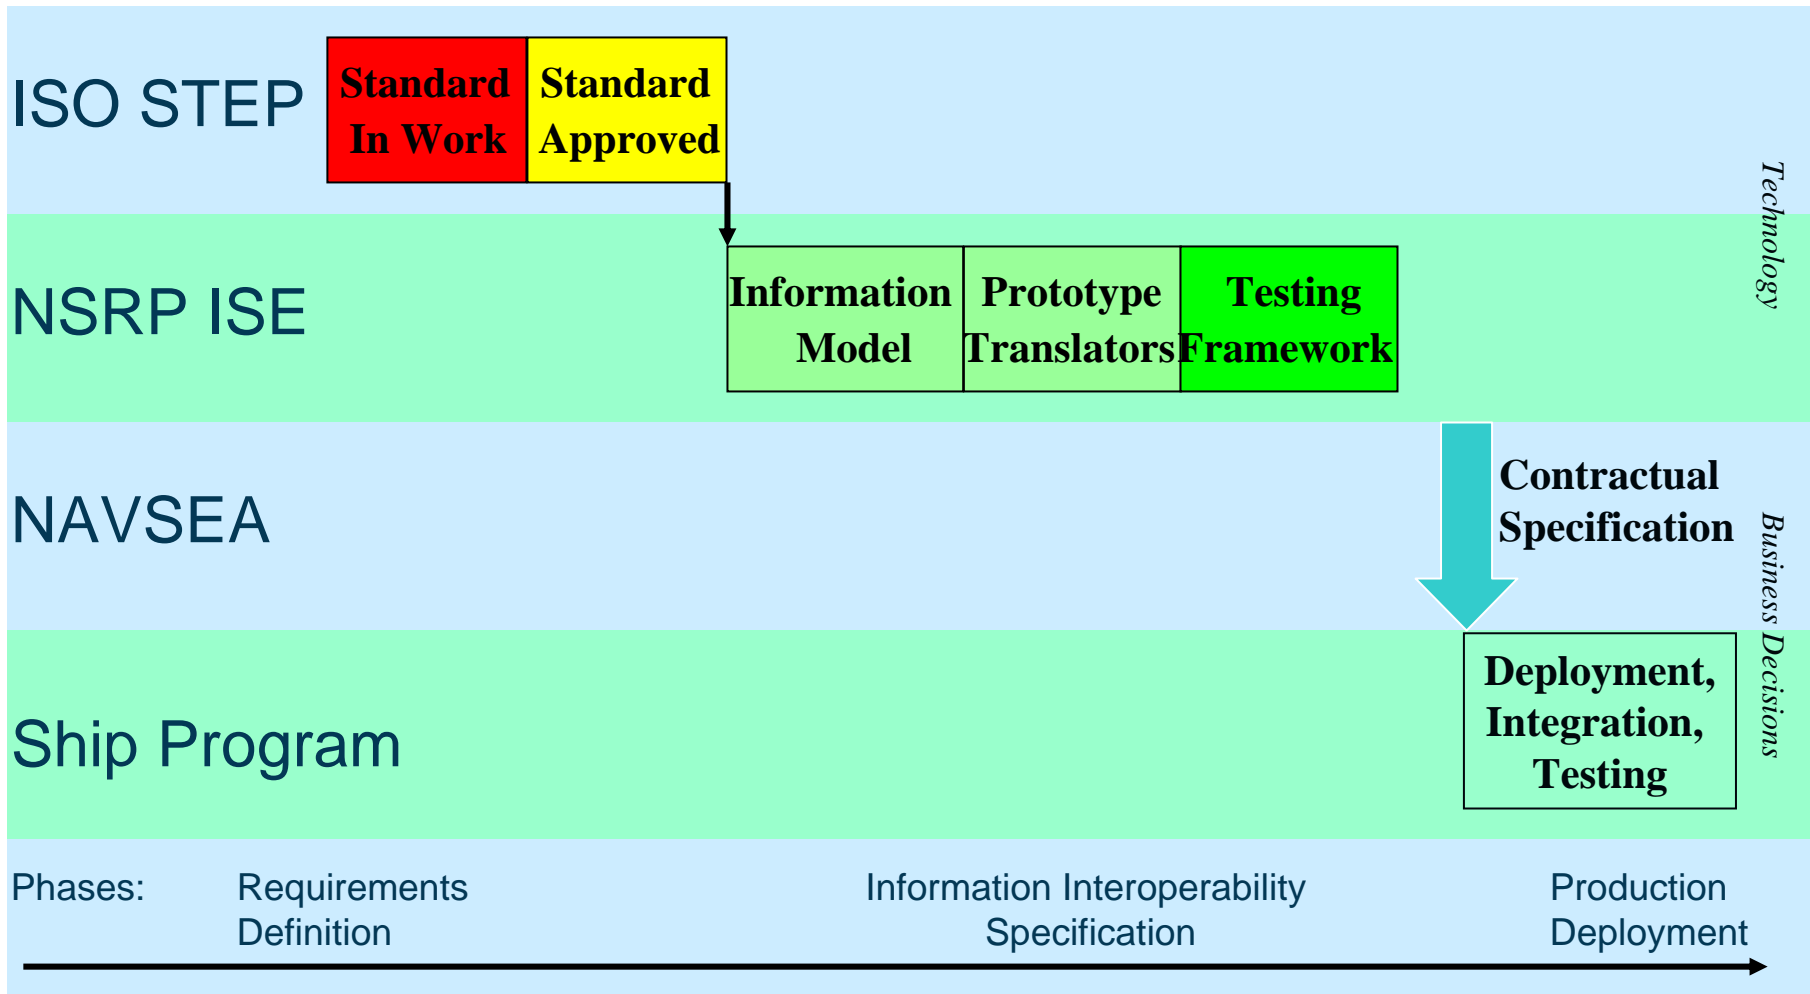 ISO STEP
Standard
In Work
Standard
Approved
Technology
NSRP ISE
Information
Model
Prototype
Translators
Testing
Framework
NAVSEA
Contractual
Specification
Business Decisions
Ship Program
Deployment,
Integration,
Testing
Phases:
Requirements
Definition
Information Interoperability
Specification
Production
Deployment